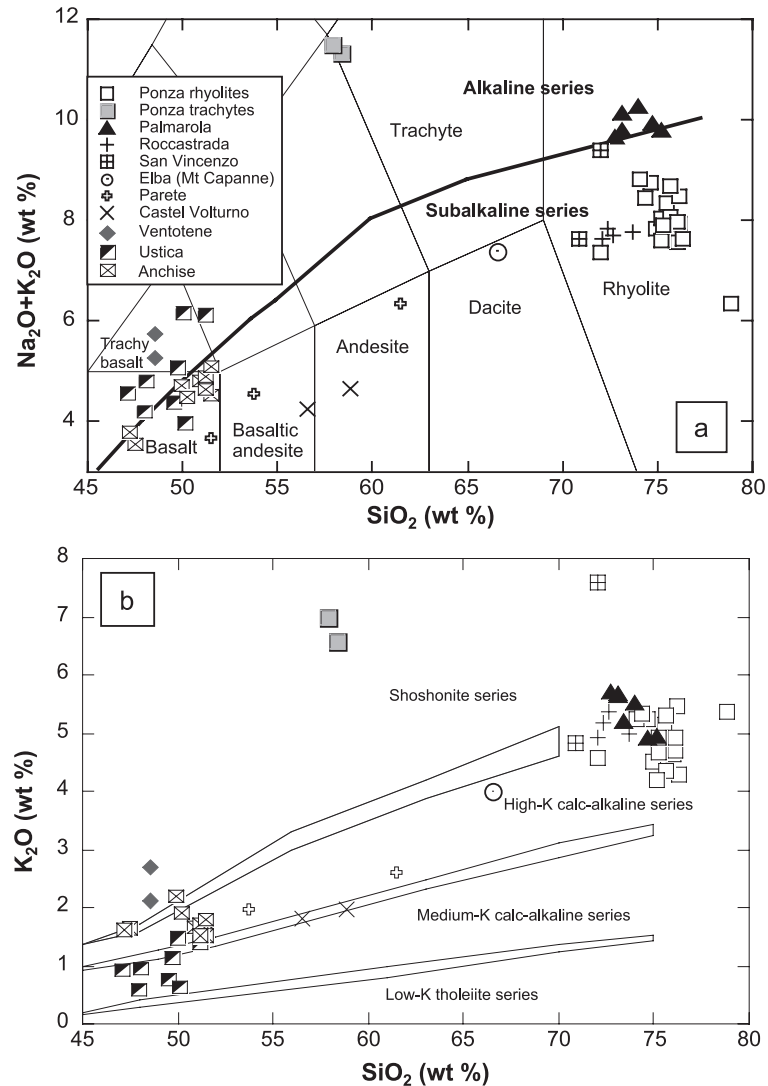 12
10
8
6
4
Na₂O+K₂O (wt %)
Ponza rhyolites
Ponza trachytes
Palmarola
Roccastrada
San Vincenzo
Elba (Mt Capanne)
Parete
Castel Volturno
Ventotene
Ustica
Anchise
Alkaline series
Trachyte
Subalkaline series
Rhyolite
Dacite
Andesite
Trachy
basalt
Basalt
Basaltic
andesite
a
45 50 55 60 65 70 75 80
SiO₂ (wt %)
b
8
7
6
5
4
3
2
1
0
K₂O (wt %)
Shoshonite series
High-K calc-alkaline series
Medium-K calc-alkaline series
Low-K tholeiite series
45 50 55 60 65 70 75 80
SiO₂ (wt %)